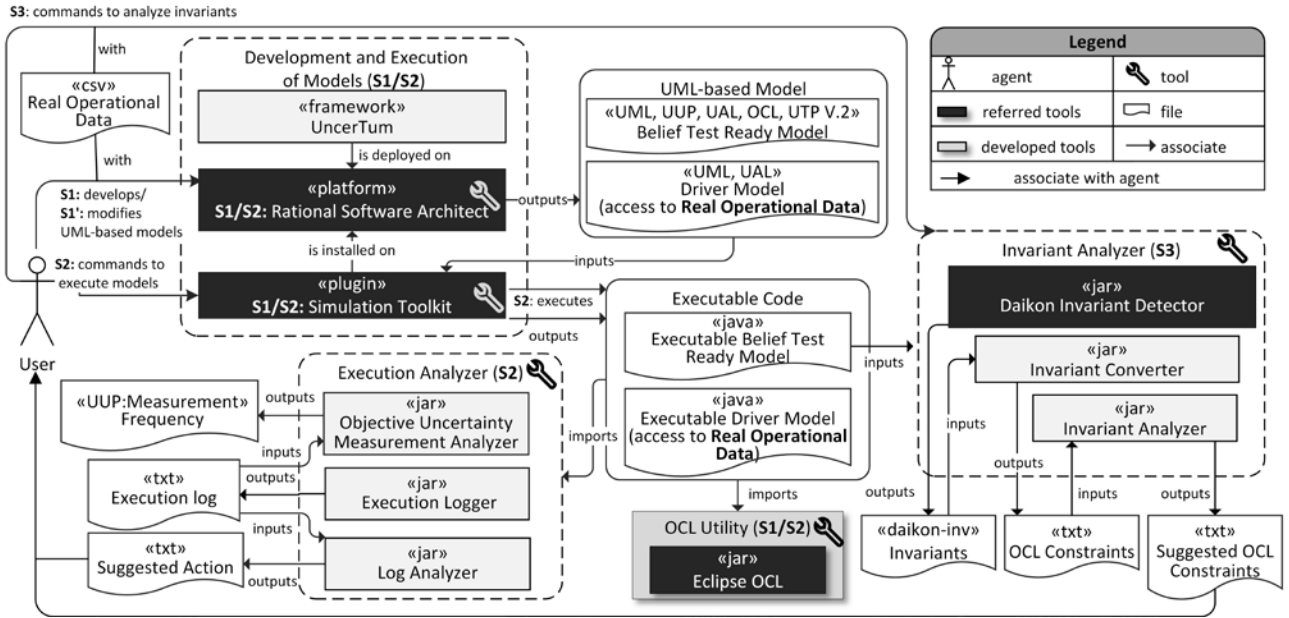 S3: commands to analyze invariants
with
«csv»
Real Operational
Data
with
S1: develops/
S1': modifies
UML-based models
S2: commands to
execute models
User
Development and Execution
of Models (S1/S2)
«framework»
UncerTum
is deployed on
«platform»
S1/S2: Rational Software Architect
is installed on
«plugin»
S1/S2: Simulation Toolkit
outputs
inputs
S2: executes
outputs
UML-based Model
«UML, UUP, UAL, OCL, UTP V.2»
Belief Test Ready Model
«UML, UAL»
Driver Model
(access to Real Operational Data)
Legend
agent
tool
referred tools
file
developed tools
associate
associate with agent
Executable Code
«java»
Executable Belief Test
Ready Model
«java»
Executable Driver Model
(access to Real Operational
Data)
inputs
imports
imports
OCL Utility (S1/S2)
«jar»
Eclipse OCL
Execution Analyzer (S2)
«jar»
Objective Uncertainty
Measurement Analyzer
«jar»
Execution Logger
«jar»
Log Analyzer
«UUP:Measurement»
Frequency
outputs
inputs
«txt»
Execution log
outputs
inputs
«txt»
Suggested Action
outputs
Invariant Analyzer (S3)
«jar»
Daikon Invariant Detector
«jar»
Invariant Converter
inputs
«jar»
Invariant Analyzer
outputs
outputs
inputs
outputs
«daikon-inv»
Invariants
«txt»
OCL Constraints
«txt»
Suggested OCL
Constraints